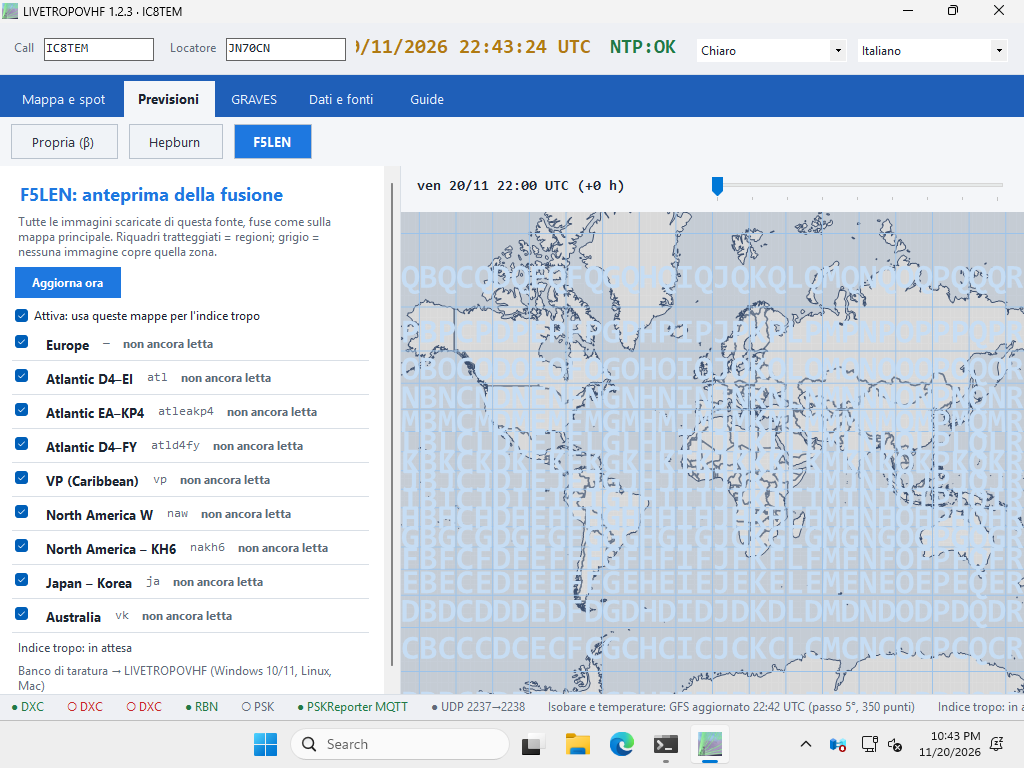 LIVETROPOVHF 1.2.3 · IC8TEM
Call IC8TEM Locatore JN70CN 0/11/2026 22:43:24 UTC NTP:OK Chiaro Italiano
Mappa e spot Previsioni GRAVES Dati e fonti Guide
Propria (β) Hepburn F5LEN
F5LEN: anteprima della fusione
Tutte le immagini scaricate di questa fonte, fuse come sulla
mappa principale. Riquadri tratteggiati = regioni; grigio =
nessuna immagine copre quella zona.
Aggiorna ora
Attiva: usa queste mappe per l'indice tropo
Europe – non ancora letta
Atlantic D4–EI atl non ancora letta
Atlantic EA–KP4 atleakp4 non ancora letta
Atlantic D4–FY atld4fy non ancora letta
VP (Caribbean) vp non ancora letta
North America W naw non ancora letta
North America – KH6 nakh6 non ancora letta
Japan – Korea ja non ancora letta
Australia vk non ancora letta
Indice tropo: in attesa
Banco di taratura → LIVETROPOVHF (Windows 10/11, Linux,
Mac)
ven 20/11 22:00 UTC (+0 h)
DXC DXC DXC RBN PSK PSKReporter MQTT UDP 2237→2238 Isobare e temperature: GFS aggiornato 22:42 UTC (passo 5°, 350 punti) Indice tropo: in a
Search
10:43 PM
11/20/2026